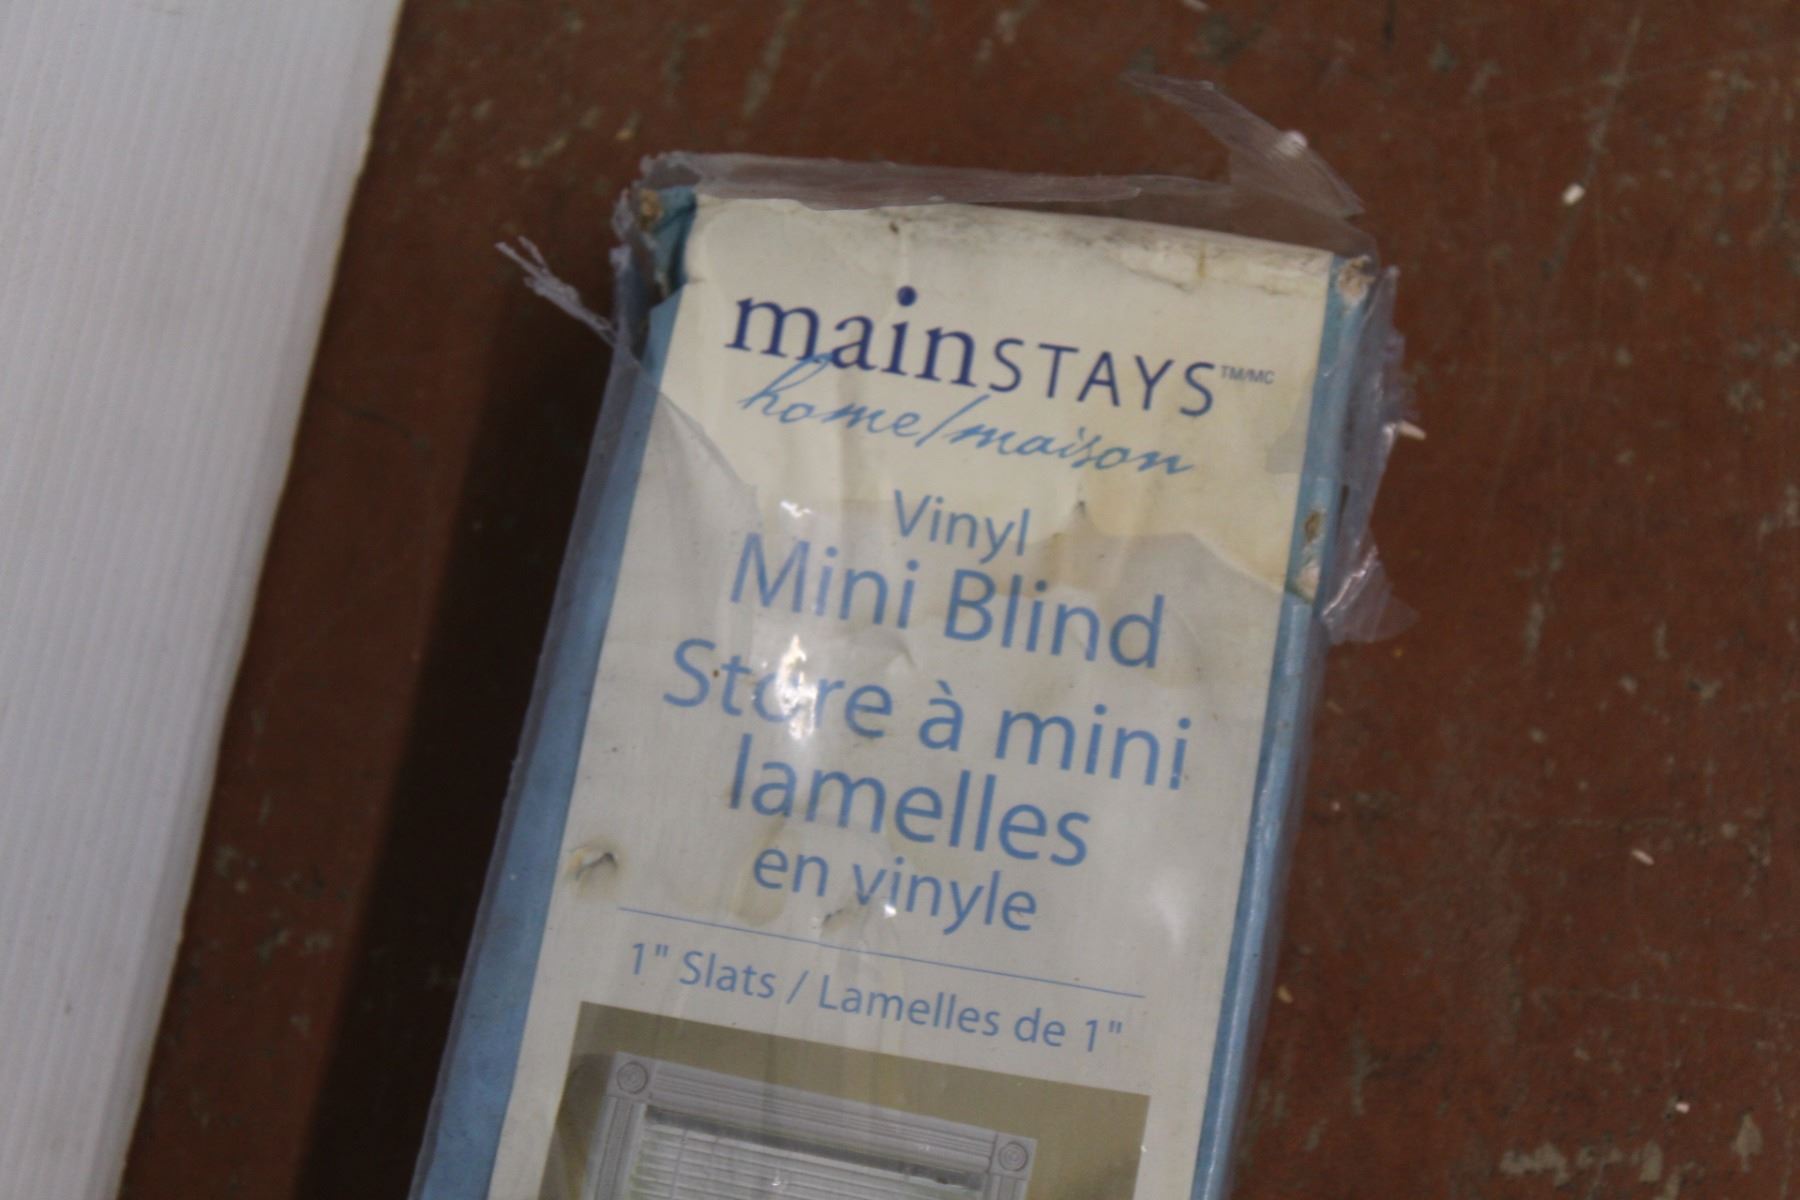 mainSTAYS™/MC
home/maison
Vinyl
Mini Blind
Store à mini
lamelles
en vinyle
1" Slats / Lamelles de 1"